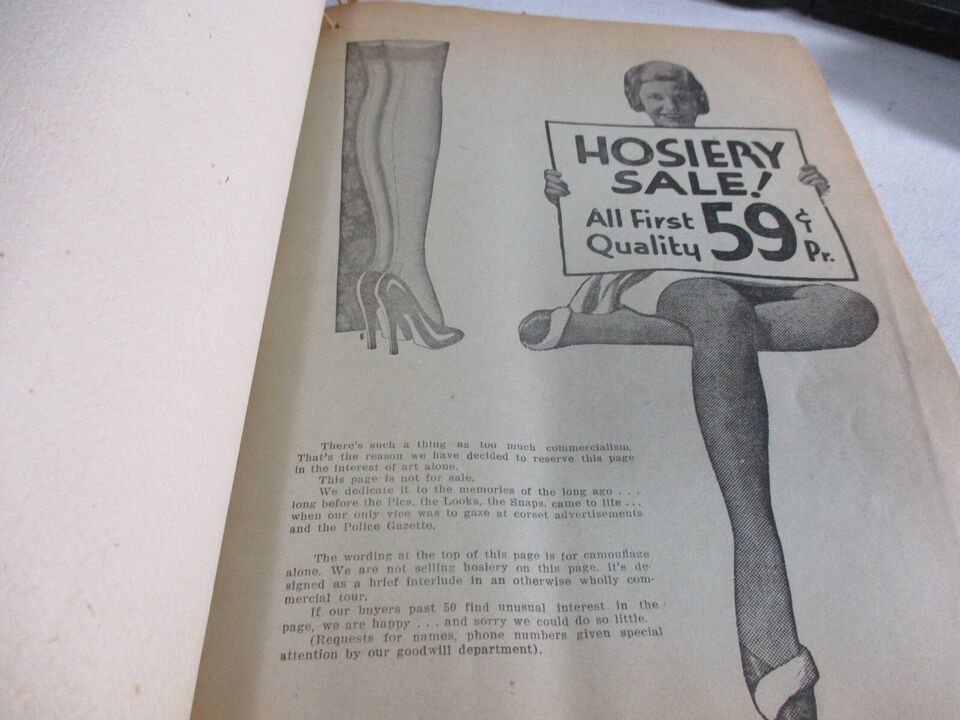 HOSIERY
SALE!
All First
Quality
59¢
Pr.
There's such a thing as too much commercialism.
That's the reason we have decided to reserve this page
in the interest of art alone.
This page is not for sale.
We dedicate it to the memories of the long ago . . .
long before the Pics, the Looks, the Snaps, came to life . . .
when our only vice was to gaze at corset advertisements
and the Police Gazette.
The wording at the top of this page is for camouflage
alone. We are not selling hosiery on this page. It's de-
signed as a brief interlude in an otherwise wholly com-
mercial tour.
If our buyers past 50 find unusual interest in the
page, we are happy . . . and sorry we could do so little.
(Requests for names, phone numbers given special
attention by our goodwill department).